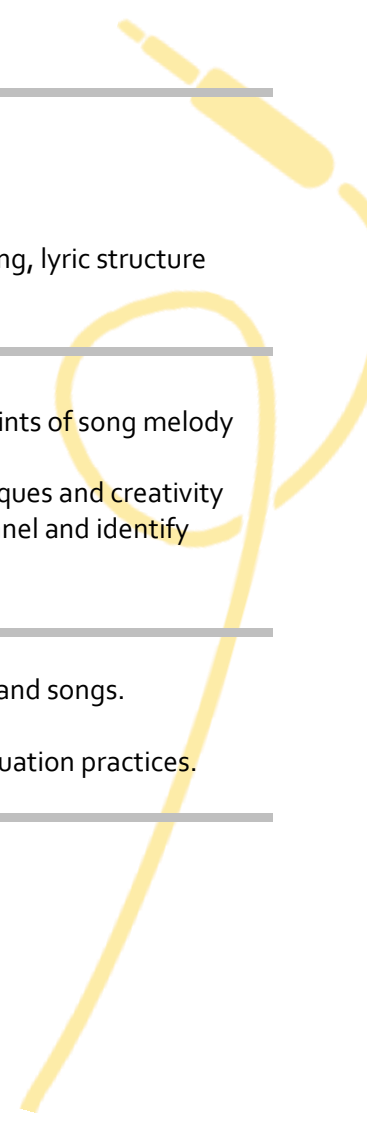 ng, lyric structure
ints of song melody
ques and creativity
nel and identify
and songs.
uation practices.